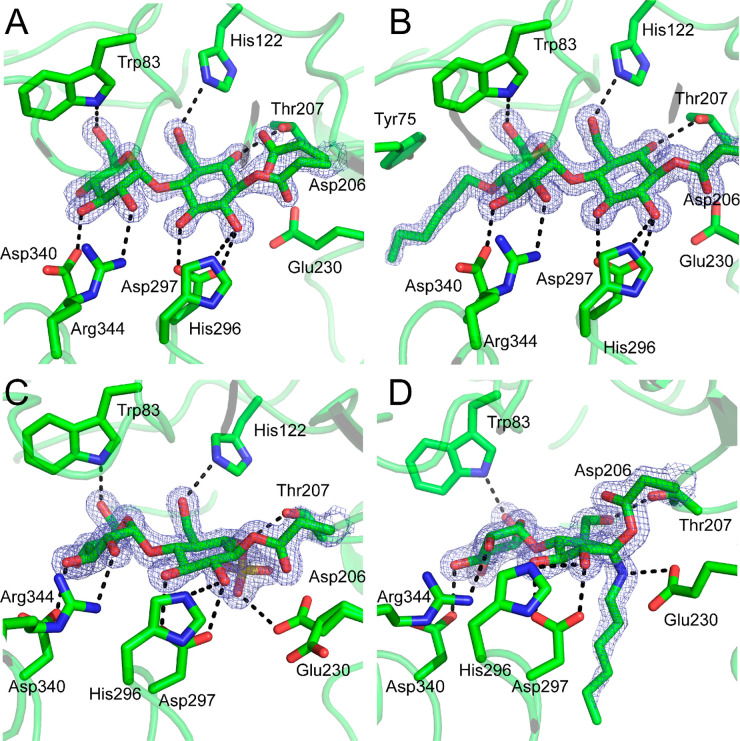 A
Trp83
His122
Thr207
Asp206
Asp340
Asp297
Glu230
Arg344
His296
B
Trp83
His122
Tyr75
Thr207
Asp206
Asp340
Asp297
Glu230
Arg344
His296
C
Trp83
His122
Thr207
Arg344
Asp206
Asp340
His296
Asp297
Glu230
D
Trp83
Asp206
Thr207
Arg344
Glu230
Asp340
His296
Asp297